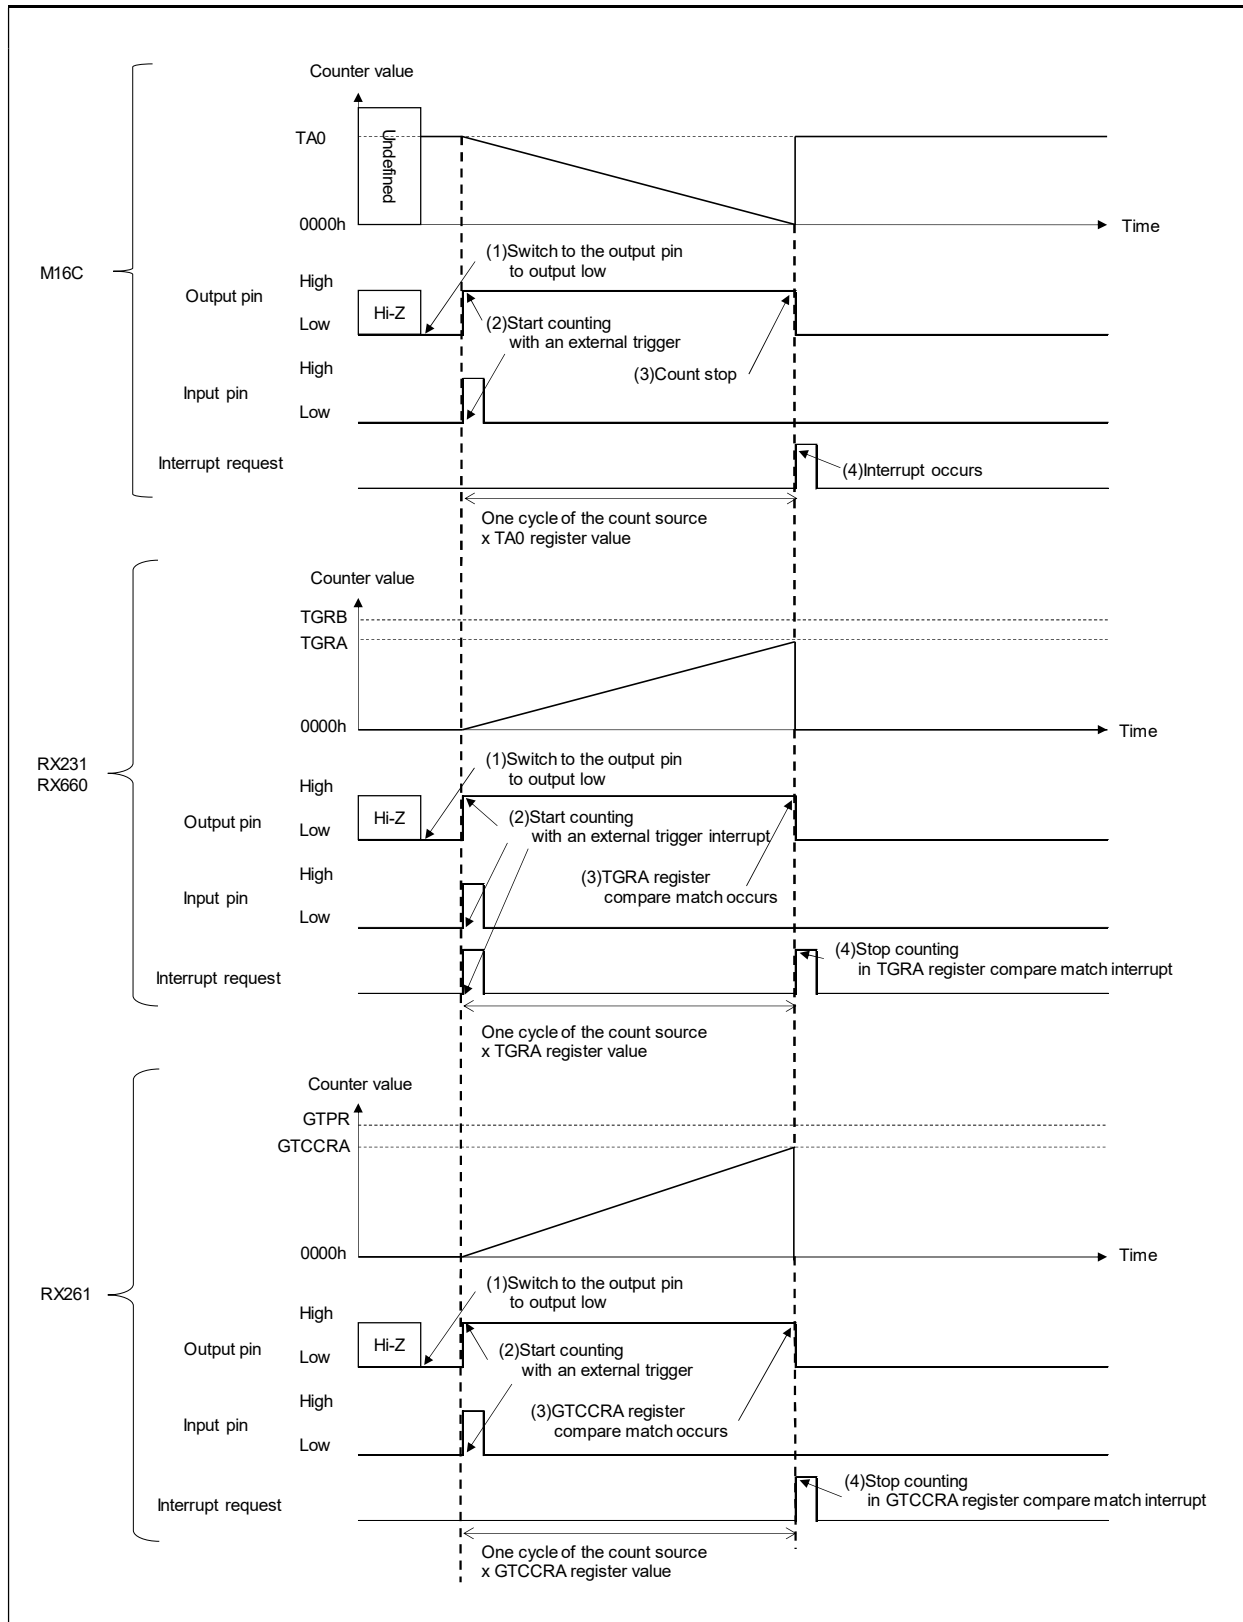 Counter value
TA0
Undefined
0000h
Time
M16C
(1)Switch to the output pin
to output low
High
Output pin
Hi-Z
Low
(2)Start counting
with an external trigger
High
(3)Count stop
Input pin
Low
Interrupt request
(4)Interrupt occurs
One cycle of the count source
x TA0 register value
Counter value
TGRB
TGRA
0000h
Time
RX231
RX660
(1)Switch to the output pin
to output low
High
Output pin
Hi-Z
Low
(2)Start counting
with an external trigger interrupt
High
(3)TGRA register
compare match occurs
Input pin
Low
(4)Stop counting
in TGRA register compare match interrupt
Interrupt request
One cycle of the count source
x TGRA register value
Counter value
GTPR
GTCCRA
0000h
Time
RX261
(1)Switch to the output pin
to output low
High
Output pin
Hi-Z
Low
(2)Start counting
with an external trigger
High
(3)GTCCRA register
compare match occurs
Input pin
Low
(4)Stop counting
in GTCCRA register compare match interrupt
Interrupt request
One cycle of the count source
x GTCCRA register value